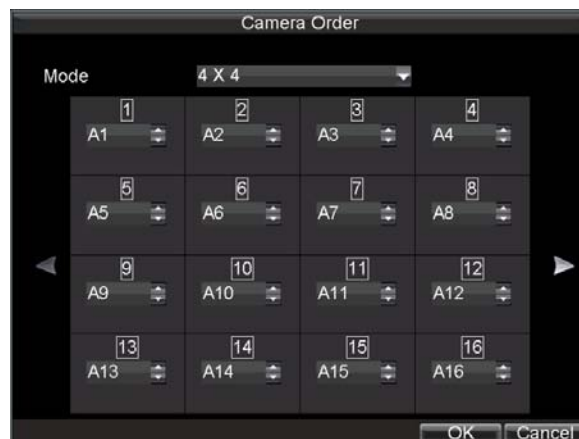 Camera Order
Mode 4 X 4
1 2 3 4
A1 A2 A3 A4
5 6 7 8
A5 A6 A7 A8
9 10 11 12
A9 A10 A11 A12
13 14 15 16
A13 A14 A15 A16
OK Cancel